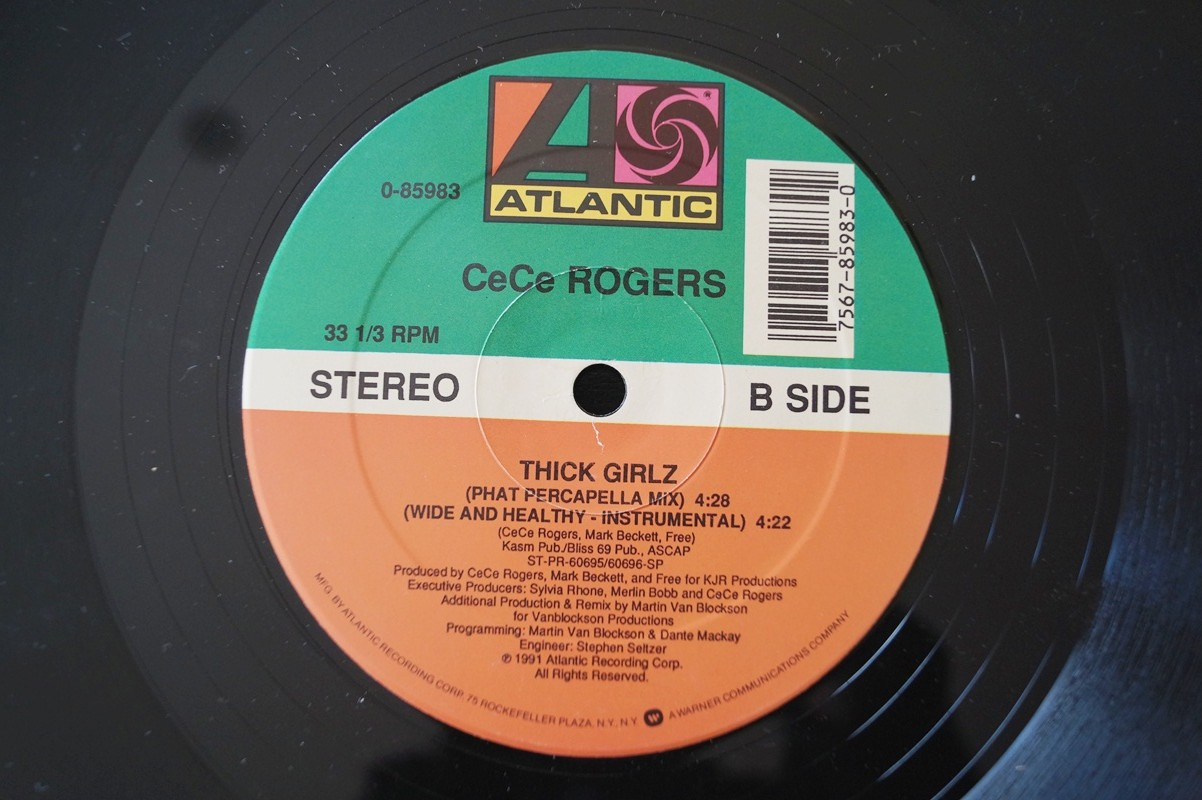 0-85983
ATLANTIC
7567-85983-0
CeCe ROGERS
33 1/3 RPM
STEREO
B SIDE
THICK GIRLZ
(PHAT PERCAPELLA MiX) 4:28
(WIDE AND HEALTHY - INSTRUMENTAL) 4:22
(CeCe Rogers, Mark Beckett, Free)
Kasm Pub./Bliss 69 Pub., ASCAP
ST-PR-60695/60696-SP
Produced by CeCe Rogers, Mark Beckett, and Free for KJR Productions
Executive Producers: Sylvia Rhone, Merlin Bobb and CeCe Rogers
Additional Production & Remix by Martin Van Blockson
for Vanblockson Productions
Programming: Martin Van Blockson & Dante Mackay
Engineer: Stephen Seltzer
℗ 1991 Atlantic Recording Corp.
All Rights Reserved.
MFG. BY ATLANTIC RECORDING CORP. 75 ROCKEFELLER PLAZA. N.Y. N.Y. A WARNER COMMUNICATIONS COMPANY